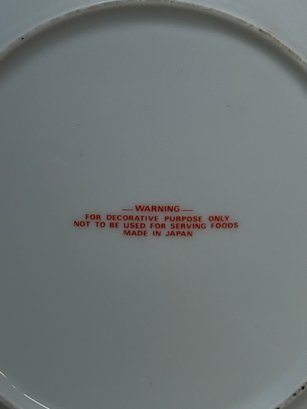 —WARNING—
FOR DECORATIVE PURPOSE ONLY
NOT TO BE USED FOR SERVING FOODS
MADE IN JAPAN